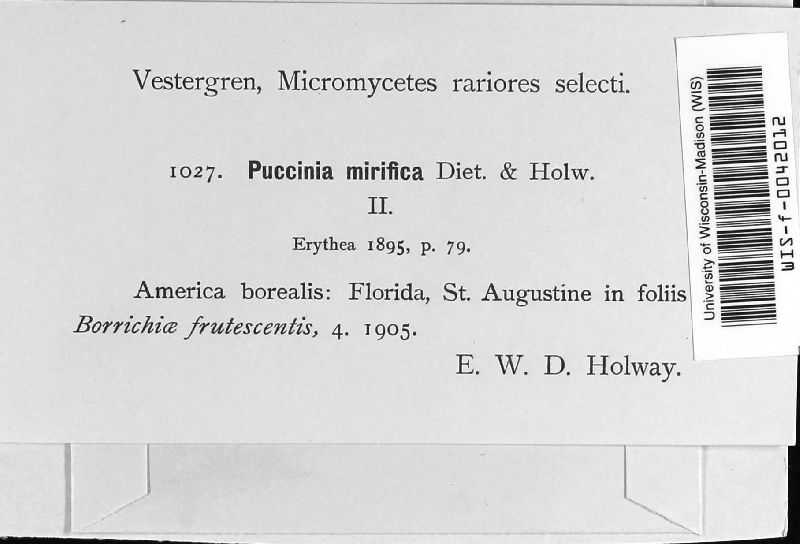 Vestergren, Micromycetes rariores selecti.
1027. Puccinia mirifica Diet. & Holw.
II.
Erythea 1895, p. 79.
America borealis: Florida, St. Augustine in foliis
Borrichiæ frutescentis, 4. 1905.
E. W. D. Holway.
University of Wisconsin-Madison (WIS)
WIS-f-0042012